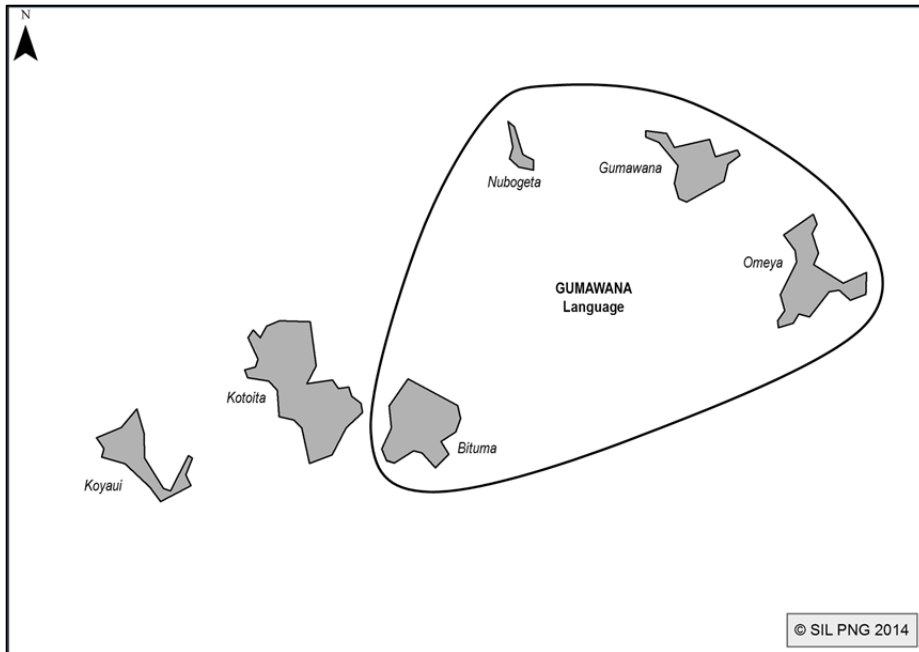 N
Nubogeta
Gumawana
Omeya
GUMAWANA
Language
Kotoita
Bituma
Koyaui
© SIL PNG 2014